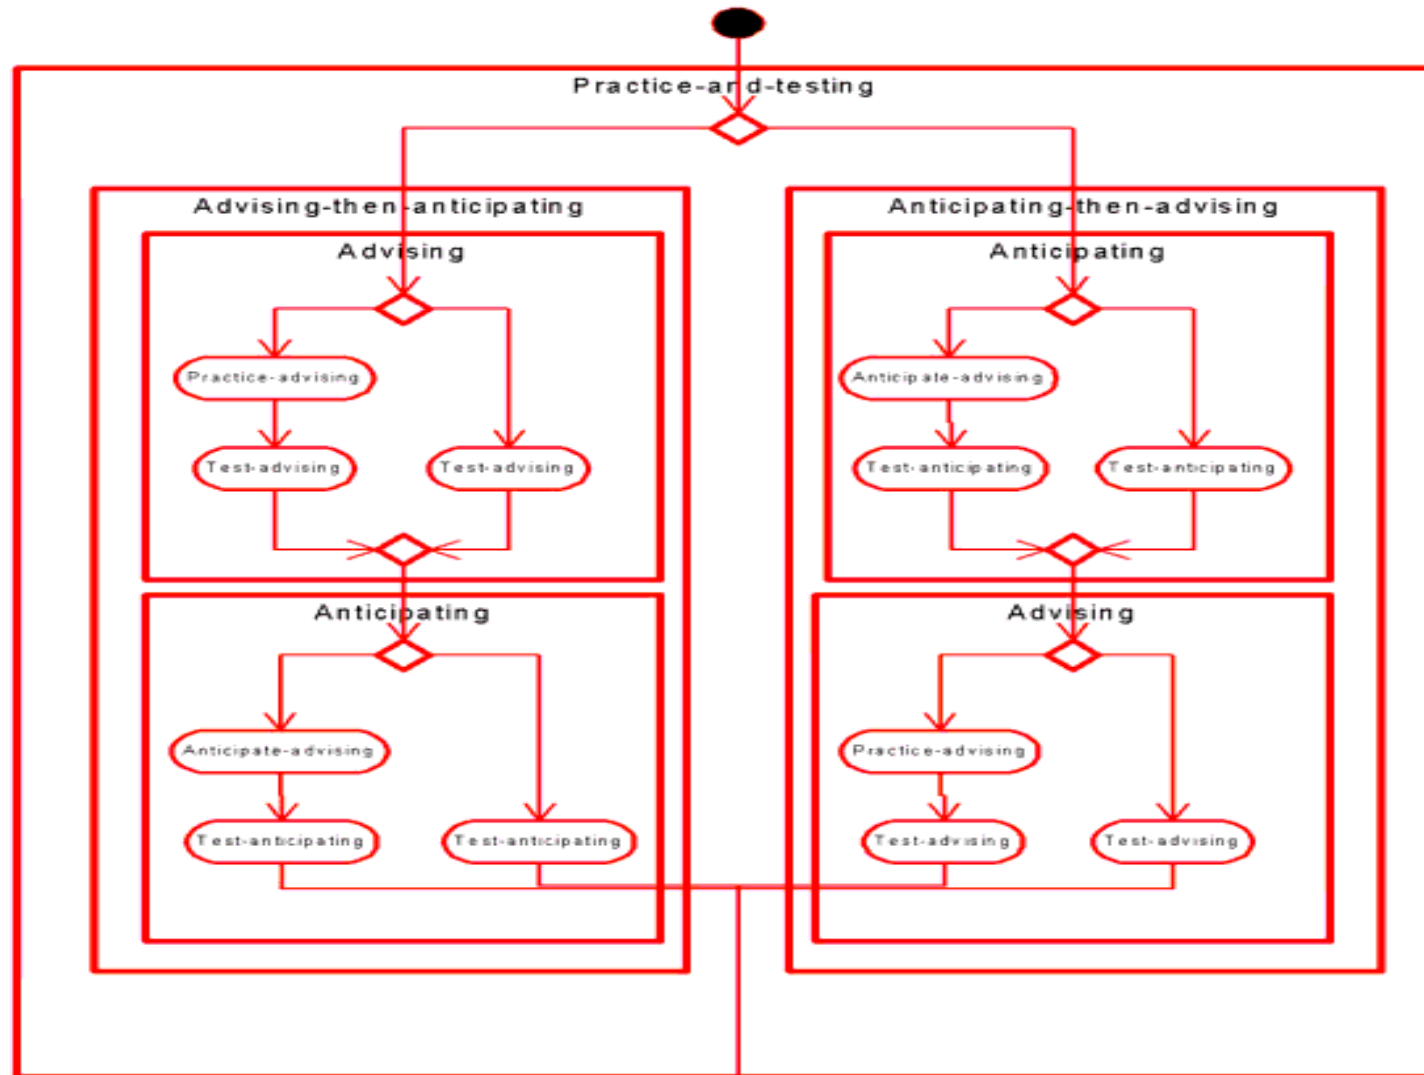 Practice-and-testing
Advising-then-anticipating
Advising
Practice-advising
Test-advising
Test-advising
Anticipating
Anticipate-advising
Test-anticipating
Test-anticipating
Anticipating-then-advising
Anticipating
Anticipate-advising
Test-anticipating
Test-anticipating
Advising
Practice-advising
Test-advising
Test-advising